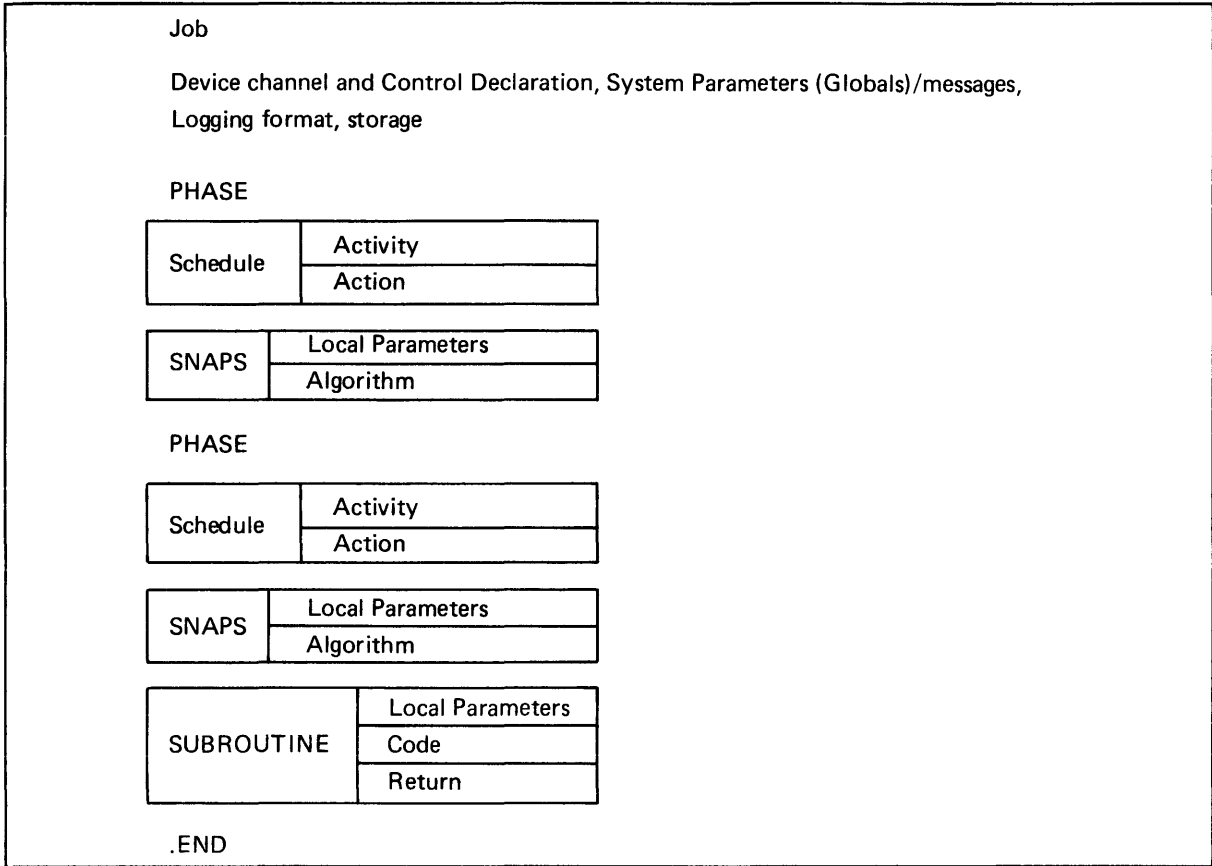 Job
Device channel and Control Declaration, System Parameters (Globals)/messages,
Logging format, storage
PHASE
Schedule
Activity
Action
SNAPS
Local Parameters
Algorithm
PHASE
Schedule
Activity
Action
SNAPS
Local Parameters
Algorithm
SUBROUTINE
Local Parameters
Code
Return
.END